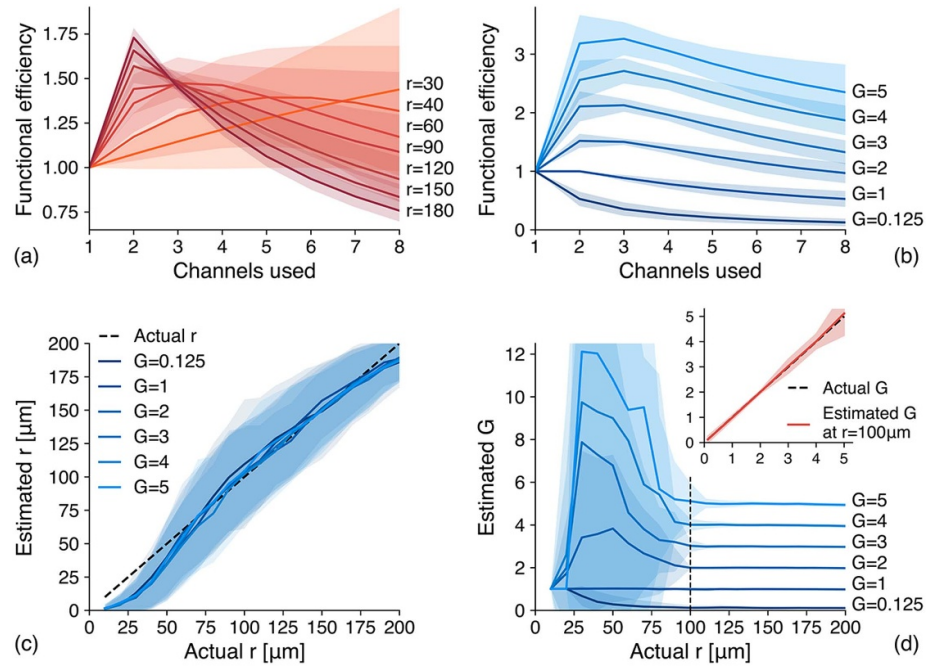 Functional efficiency
1.75
1.50
1.25
1.00
0.75
r=30
r=40
r=60
r=90
r=120
r=150
r=180
1 2 3 4 5 6 7 8
Channels used
(a)
Functional efficiency
3
2
1
0
G=5
G=4
G=3
G=2
G=1
G=0.125
1 2 3 4 5 6 7 8
Channels used
(b)
Estimated r [µm]
200
175
150
125
100
75
50
25
0
Actual r
G=0.125
G=1
G=2
G=3
G=4
G=5
0 25 50 75 100 125 150 175 200
Actual r [µm]
(c)
Estimated G
12
10
8
6
4
2
0
5
4
3
2
1
0
0 1 2 3 4 5
Actual G
Estimated G
at r=100µm
G=5
G=4
G=3
G=2
G=1
G=0.125
0 25 50 75 100 125 150 175 200
Actual r [µm]
(d)